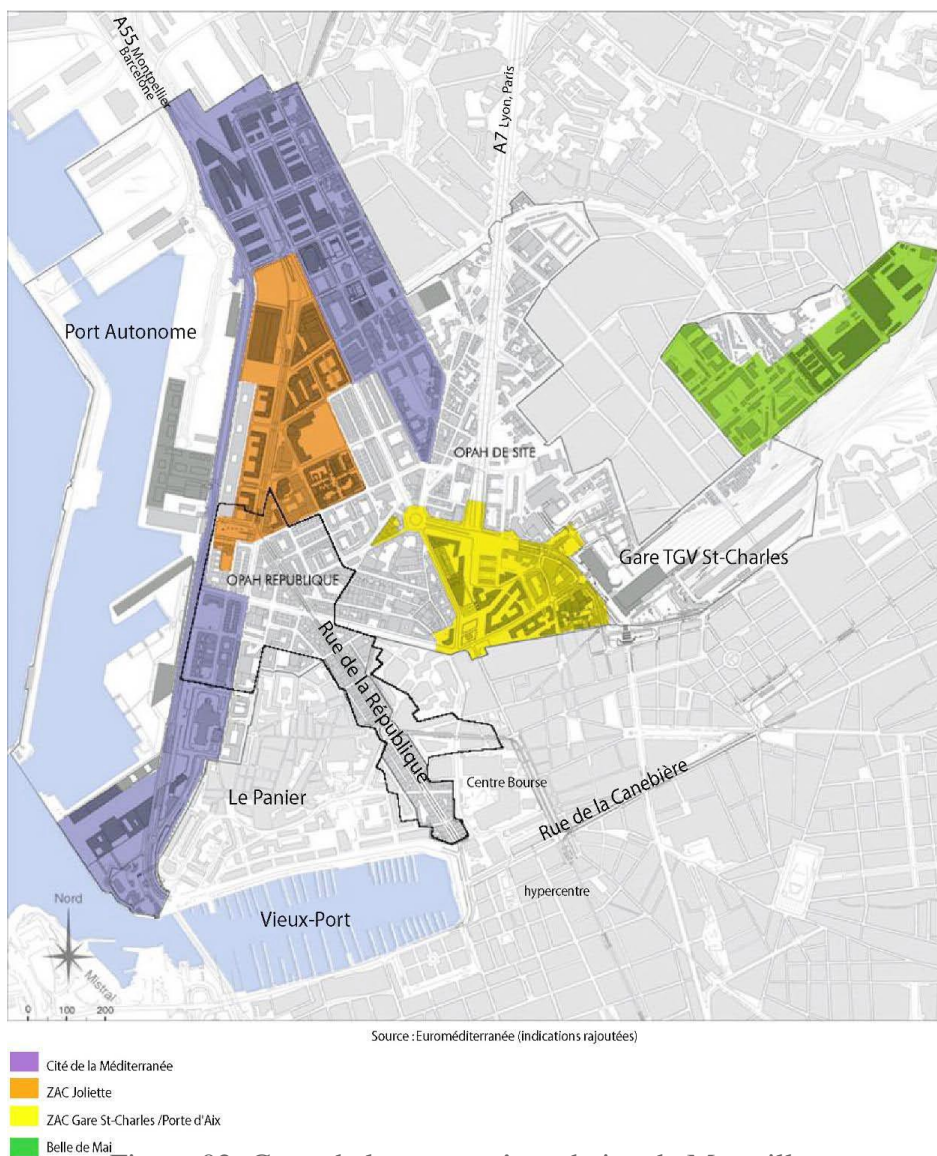 A55 Montpellier
Barcelone
A7 Lyon, Paris
Port Autonome
OPAH DE SITE
Gare TGV St-Charles
OPAH REPUBLIQUE
Rue de la République
Le Panier
Centre Bourse
Rue de la Canebière
hypercentre
Vieux-Port
Nord
Mistral
0 100 200
Source : Euroméditerranée (indications rajoutées)
Cité de la Méditerranée
ZAC Joliette
ZAC Gare St-Charles /Porte d'Aix
Belle de Mai